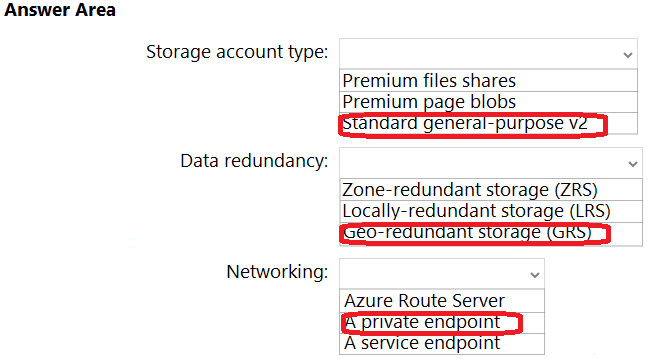 Answer Area
Storage account type:
Premium files shares
Premium page blobs
Standard general-purpose v2
Data redundancy:
Zone-redundant storage (ZRS)
Locally-redundant storage (LRS)
Geo-redundant storage (GRS)
Networking:
Azure Route Server
A private endpoint
A service endpoint